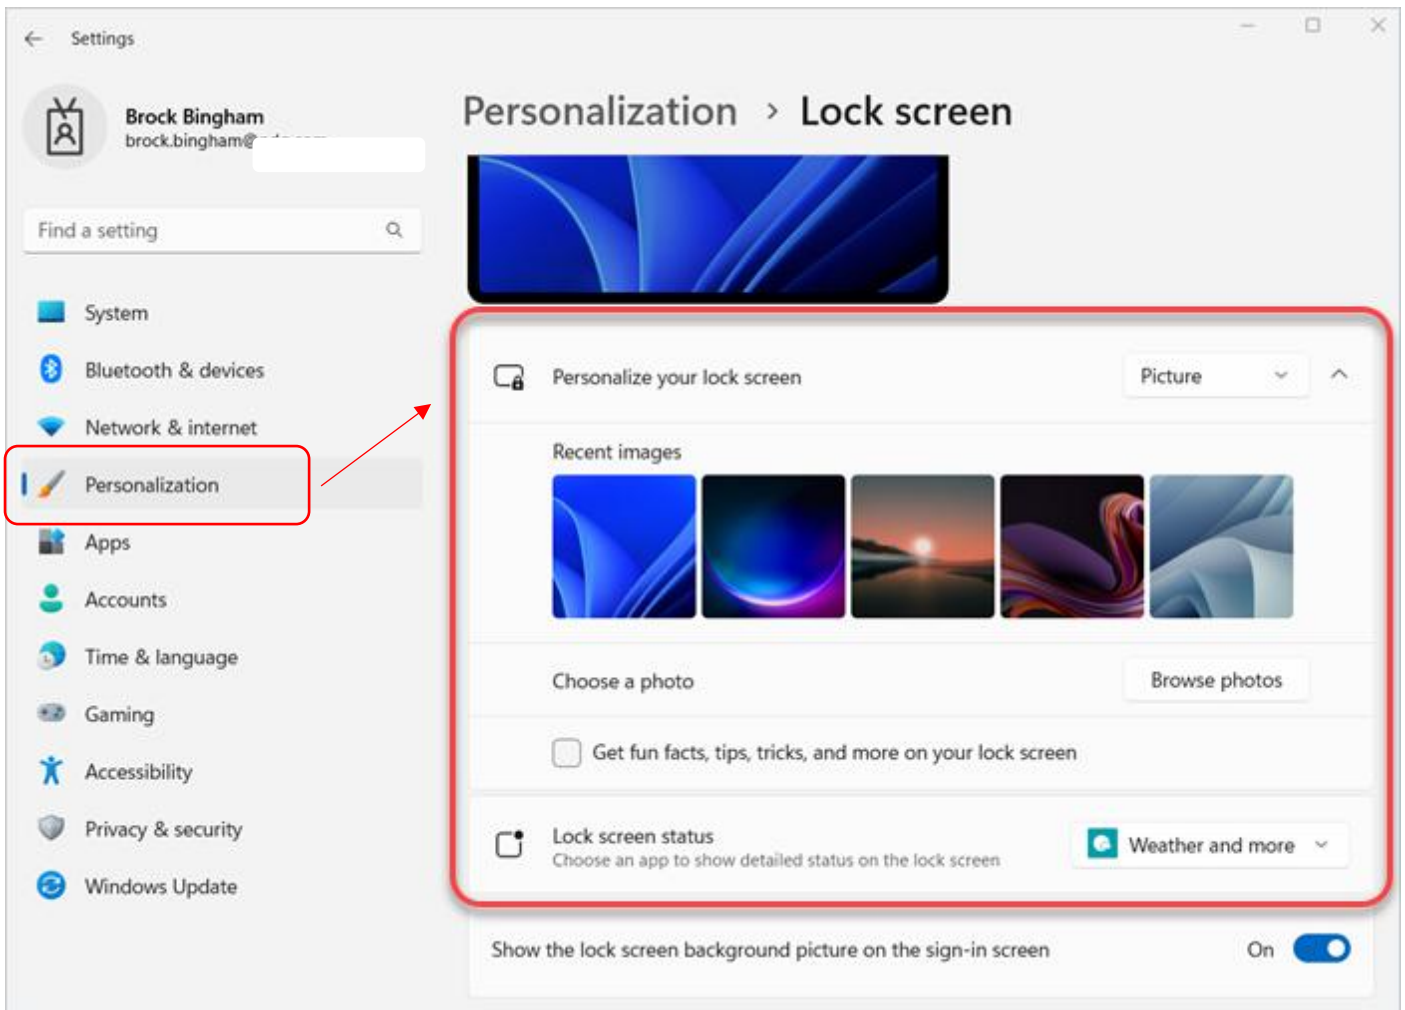 Settings
Brock Bingham
brock.bingham@
Find a setting
System
Bluetooth & devices
Network & internet
Personalization
Apps
Accounts
Time & language
Gaming
Accessibility
Privacy & security
Windows Update
Personalization > Lock screen
Personalize your lock screen
Picture
Recent images
Choose a photo
Browse photos
Get fun facts, tips, tricks, and more on your lock screen
Lock screen status
Choose an app to show detailed status on the lock screen
Weather and more
Show the lock screen background picture on the sign-in screen
On